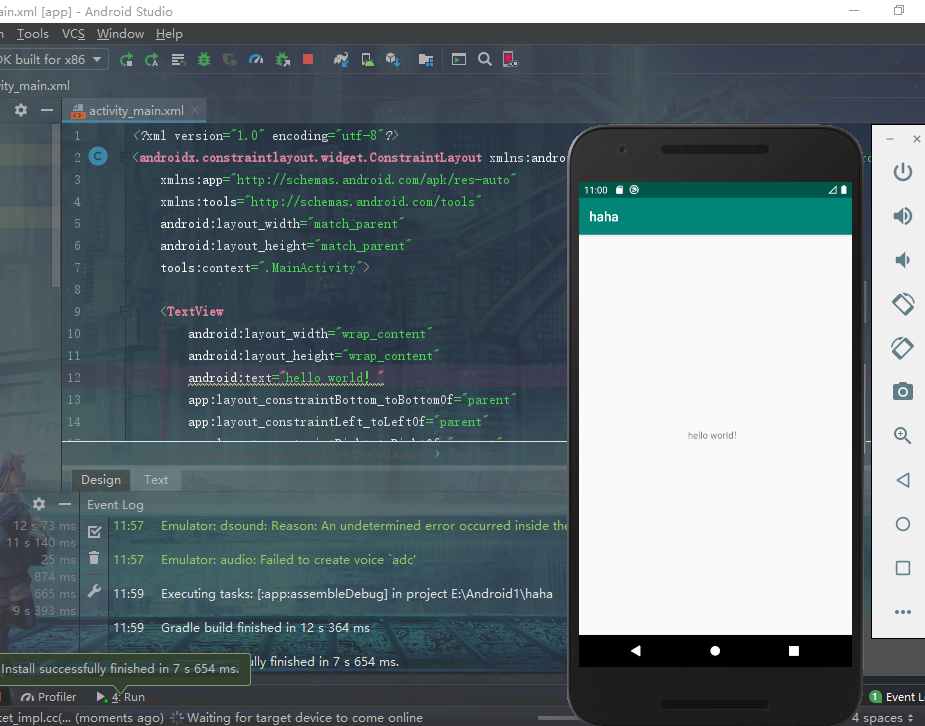 ain.xml [app] - Android Studio
Tools VCS Window Help
DK built for x86
ity_main.xml
activity_main.xml
1 <?xml version="1.0" encoding="utf-8"?>
2 <androidx.constraintlayout.widget.ConstraintLayout xmlns:andro
3 xmlns:app="http://schemas.android.com/apk/res-auto"
4 xmlns:tools="http://schemas.android.com/tools"
5 android:layout_width="match_parent"
6 android:layout_height="match_parent"
7 tools:context=".MainActivity">
8
9 <TextView
10 android:layout_width="wrap_content"
11 android:layout_height="wrap_content"
12 android:text="hello world! "
13 app:layout_constraintBottom_toBottomOf="parent"
14 app:layout_constraintLeft_toLeftOf="parent"
Design Text
Event Log
12 s 73 ms
11 s 140 ms
25 ms
874 ms
665 ms
9 s 393 ms
11:57 Emulator: dsound: Reason: An undetermined error occurred inside the
11:57 Emulator: audio: Failed to create voice `adc'
11:59 Executing tasks: [:app:assembleDebug] in project E:\Android1\haha
11:59 Gradle build finished in 12 s 364 ms
lly finished in 7 s 654 ms.
Install successfully finished in 7 s 654 ms.
Profiler 4: Run
1 Event L
cet_impl.cc(... (moments ago) Waiting for target device to come online
4 spaces
11:00
haha
hello world!